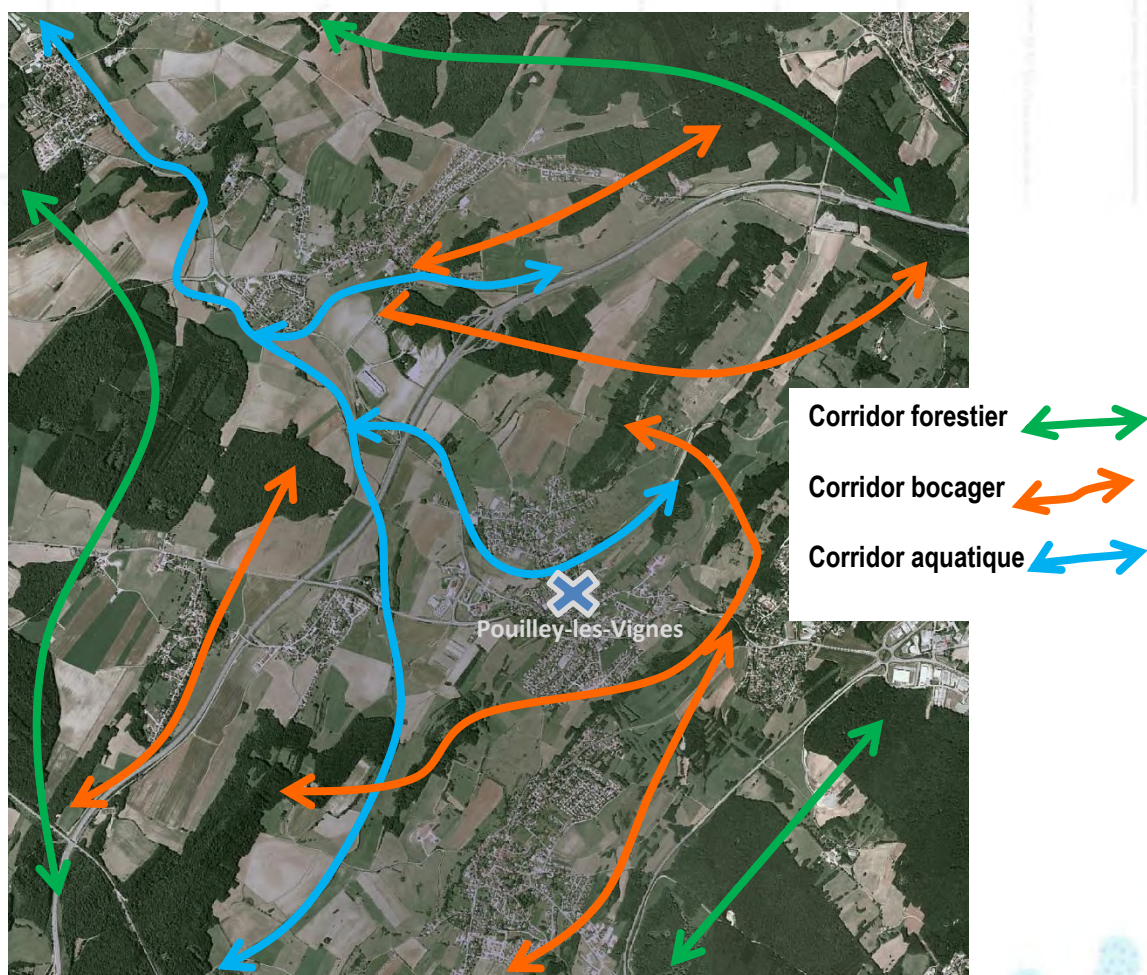 Corridor forestier
Corridor bocager
Corridor aquatique
Pouilley-les-Vignes